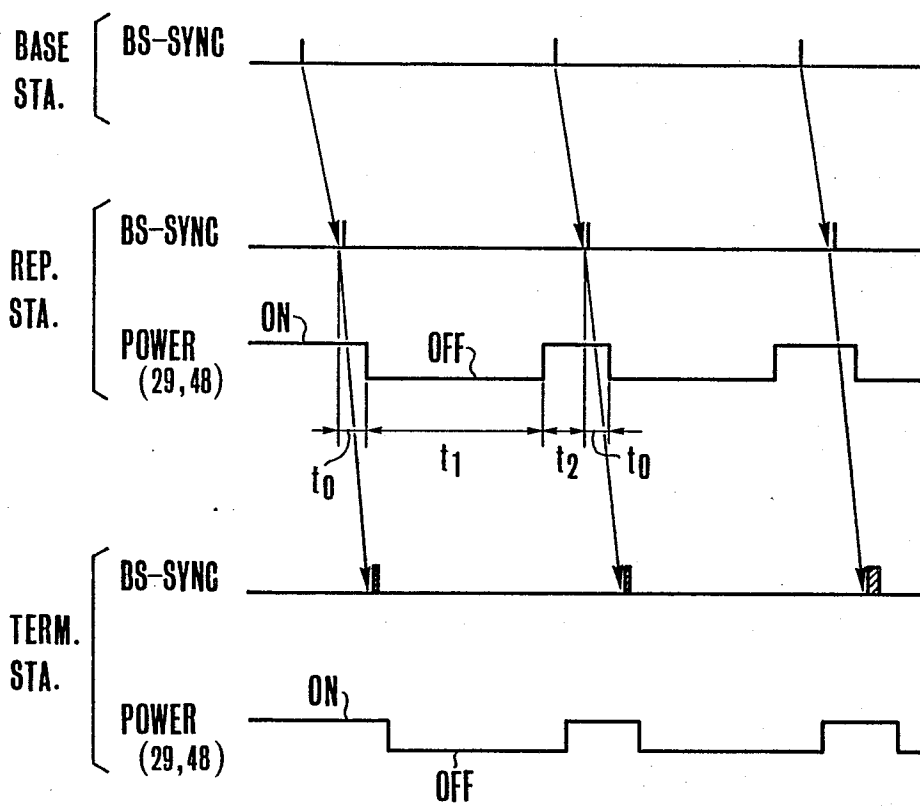 BASE STA.
BS-SYNC
REP. STA.
BS-SYNC
ON
OFF
POWER
(29,48)
t0
t1
t2
t0
TERM. STA.
BS-SYNC
ON
POWER
(29,48)
OFF